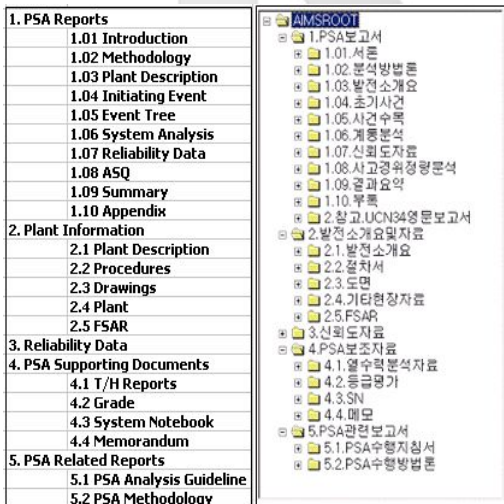 1. PSA Reports
1.01 Introduction
1.02 Methodology
1.03 Plant Description
1.04 Initiating Event
1.05 Event Tree
1.06 System Analysis
1.07 Reliability Data
1.08 ASQ
1.09 Summary
1.10 Appendix
2. Plant Information
2.1 Plant Description
2.2 Procedures
2.3 Drawings
2.4 Plant
2.5 FSAR
3. Reliability Data
4. PSA Supporting Documents
4.1 T/H Reports
4.2 Grade
4.3 System Notebook
4.4 Memorandum
5. PSA Related Reports
5.1 PSA Analysis Guideline
5.2 PSA Methodology
AIMSROOT
1.PSA보고서
1.01.서론
1.02.분석방법론
1.03.발전소개요
1.04.초기사건
1.05.사건수목
1.06.계통분석
1.07.신뢰도자료
1.08.사고경위정량분석
1.09.결과요약
1.10.부록
2.참고.UCN34영문보고서
2.발전소개요및자료
2.1.발전소개요
2.2.절차서
2.3.도면
2.4.기타현장자료
2.5.FSAR
3.신뢰도자료
4.PSA보조자료
4.1.열수력분석자료
4.2.등급평가
4.3.SN
4.4.메모
5.PSA관련보고서
5.1.PSA수행지침서
5.2.PSA수행방법론